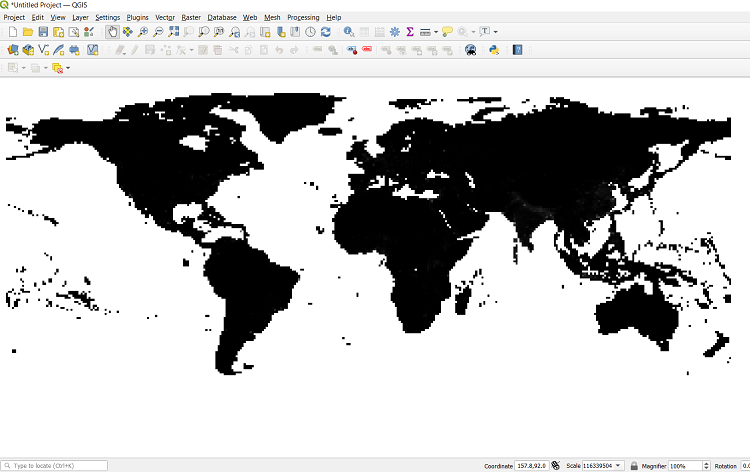 *Untitled Project — QGIS
Project Edit View Layer Settings Plugins Vector Raster Database Web Mesh Processing Help
Type to locate (Ctrl+K) Coordinate 157.8,92.0 Scale 116339504 Magnifier 100% Rotation 0.